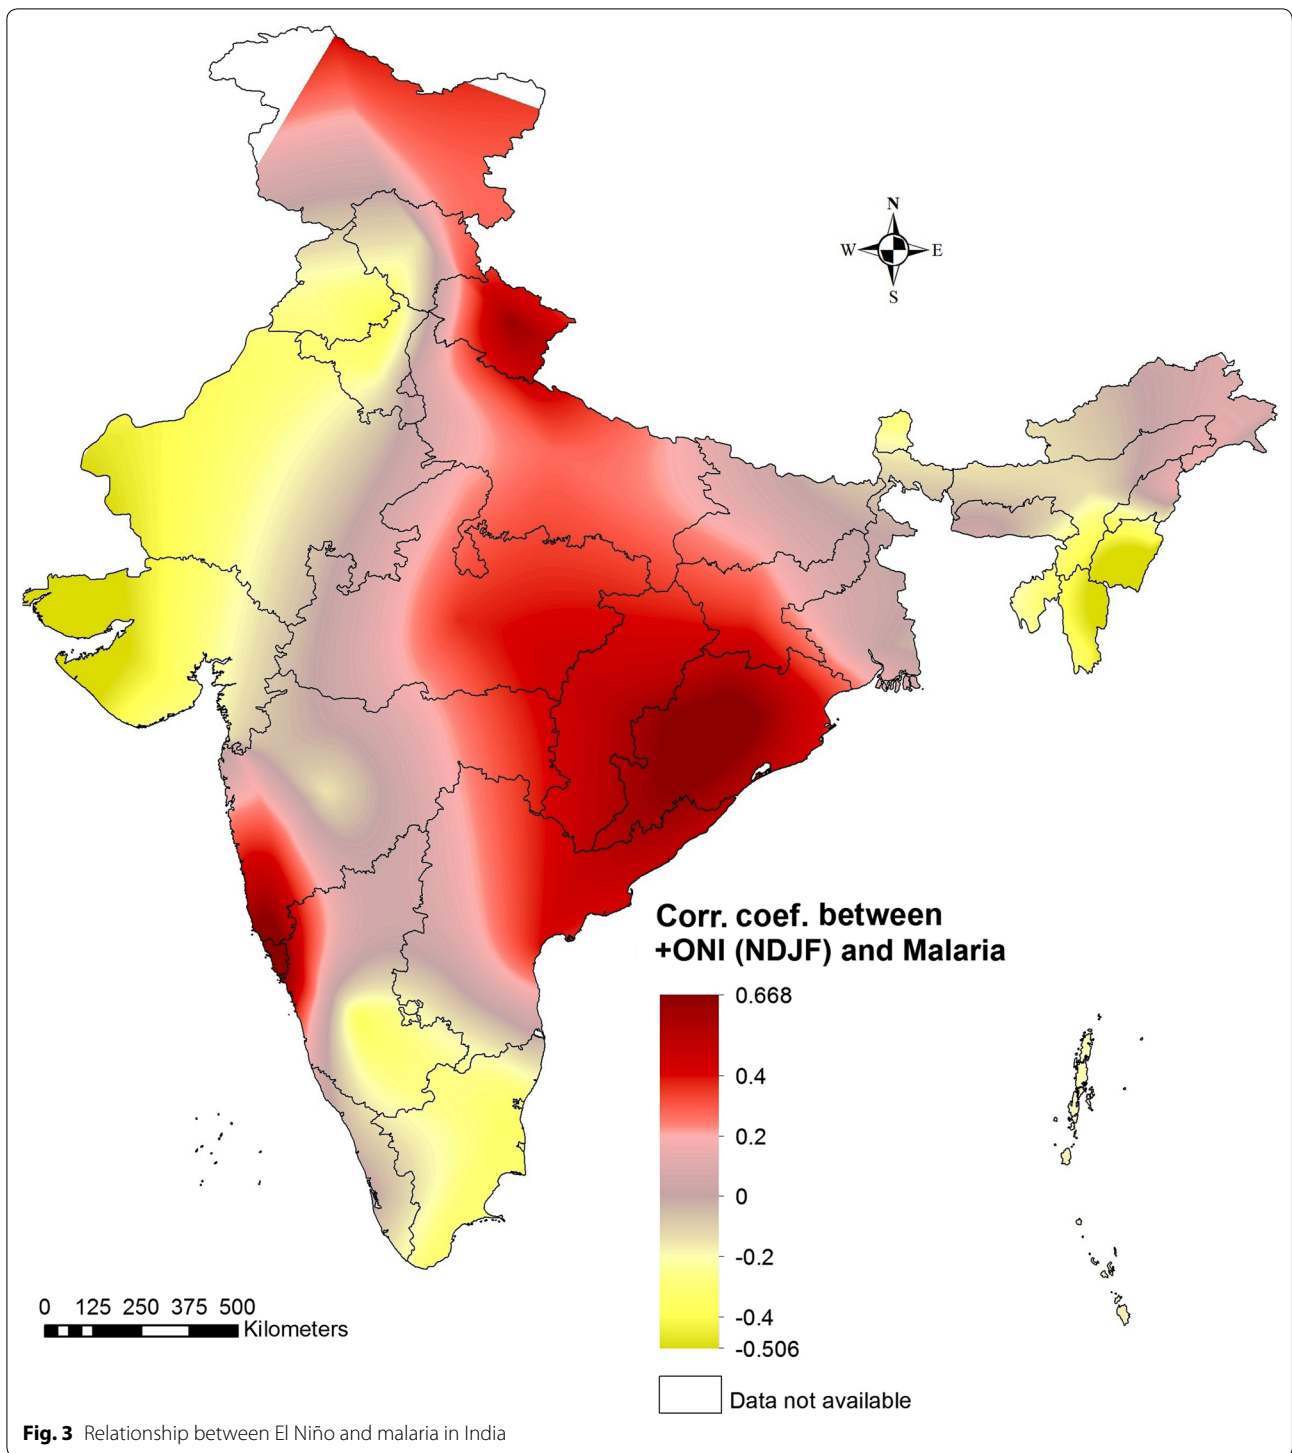 N
W E
S
Corr. coef. between
+ONI (NDJF) and Malaria
0.668
0.4
0.2
0
-0.2
-0.4
-0.506
Data not available
0 125 250 375 500
Kilometers
Fig. 3 Relationship between El Niño and malaria in India